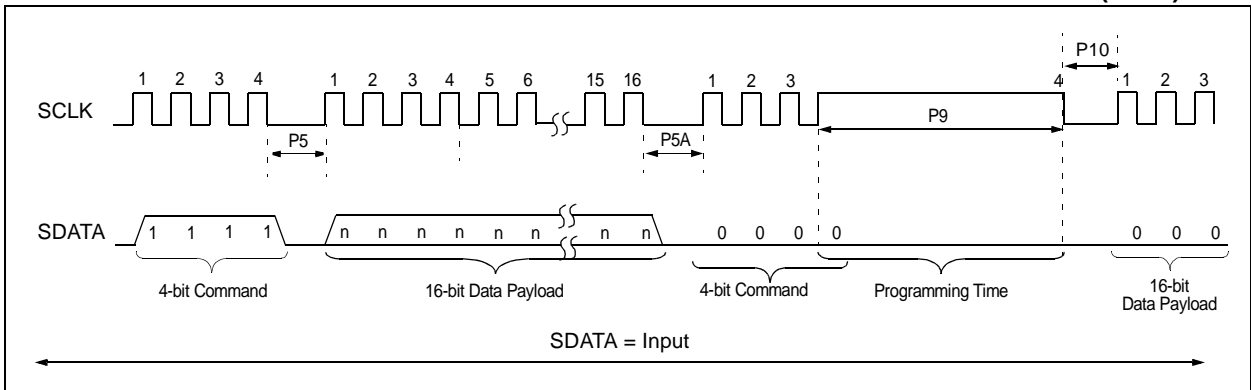 P10
1 2 3 4 1 2 3 4 5 6 15 16 1 2 3 4 1 2 3
SCLK
P5 P5A P9
SDATA 1 1 1 1 n n n n n n n n 0 0 0 0 0 0 0
4-bit Command 16-bit Data Payload 4-bit Command Programming Time 16-bit
Data Payload
SDATA = Input